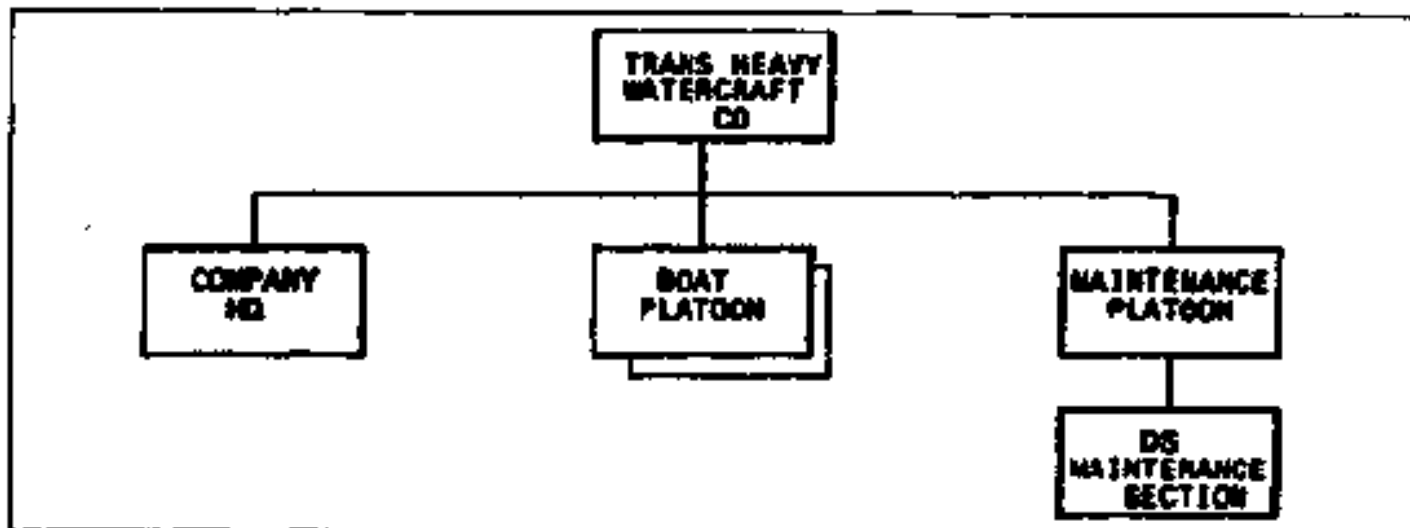 TRANS HEAVY
WATERCRAFT
CO
COMPANY
HQ
BOAT
PLATOON
MAINTENANCE
PLATOON
DS
MAINTENANCE
SECTION